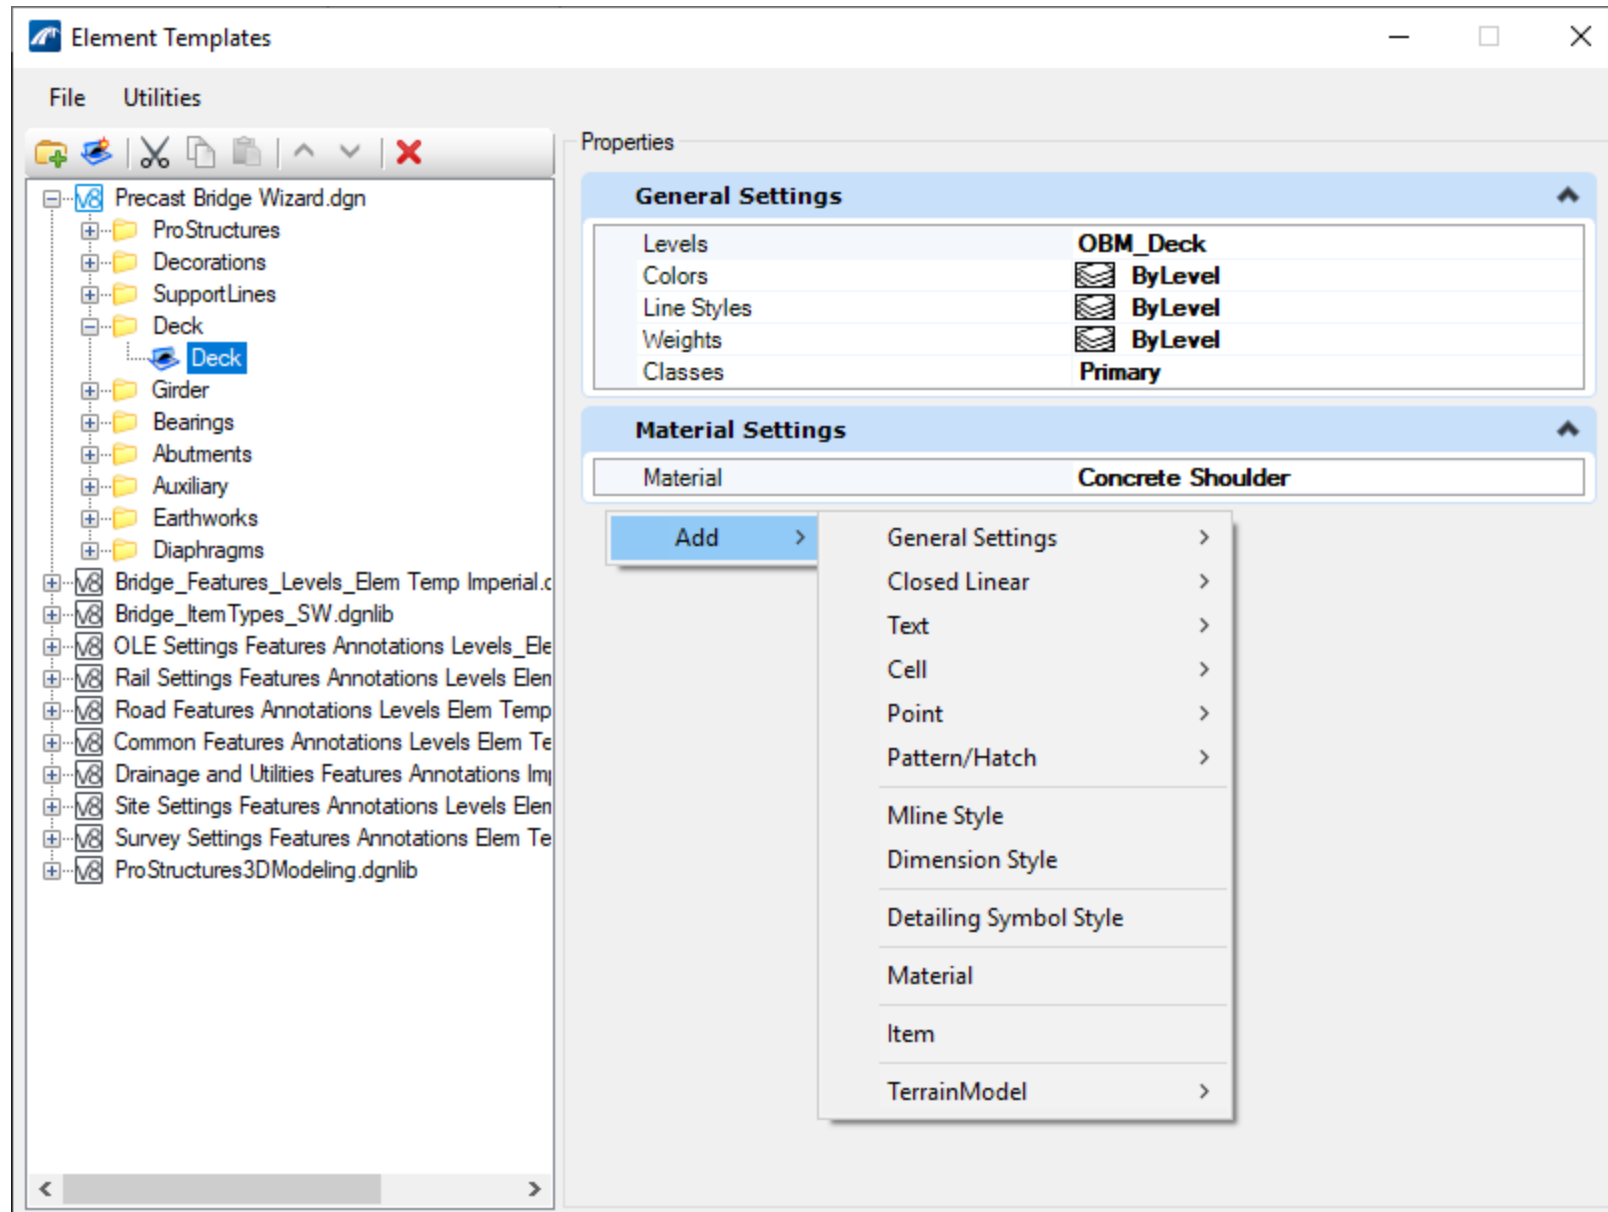 Element Templates
File Utilities
Properties
Precast Bridge Wizard.dgn
ProStructures
Decorations
SupportLines
Deck
Deck
Girder
Bearings
Abutments
Auxiliary
Earthworks
Diaphragms
Bridge_Features_Levels_Elem Temp Imperial.
Bridge_ItemTypes_SW.dgnlib
OLE Settings Features Annotations Levels_Ele
Rail Settings Features Annotations Levels Elem
Road Features Annotations Levels Elem Temp
Common Features Annotations Levels Elem Te
Drainage and Utilities Features Annotations Im
Site Settings Features Annotations Levels Elem
Survey Settings Features Annotations Elem Te
ProStructures3DModeling.dgnlib
General Settings
Levels OBM_Deck
Colors ByLevel
Line Styles ByLevel
Weights ByLevel
Classes Primary
Material Settings
Material Concrete Shoulder
Add
General Settings
Closed Linear
Text
Cell
Point
Pattern/Hatch
Mline Style
Dimension Style
Detailing Symbol Style
Material
Item
TerrainModel